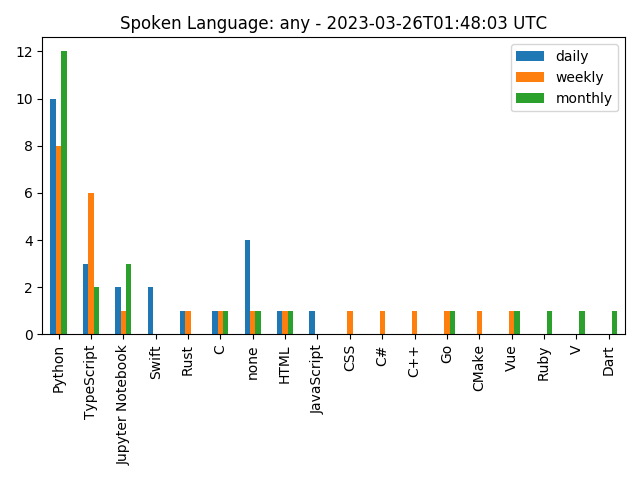 Spoken Language: any - 2023-03-26T01:48:03 UTC
daily
weekly
monthly
12
10
8
6
4
2
0
Python
TypeScript
Jupyter Notebook
Swift
Rust
C
none
HTML
JavaScript
CSS
C#
C++
Go
CMake
Vue
Ruby
V
Dart